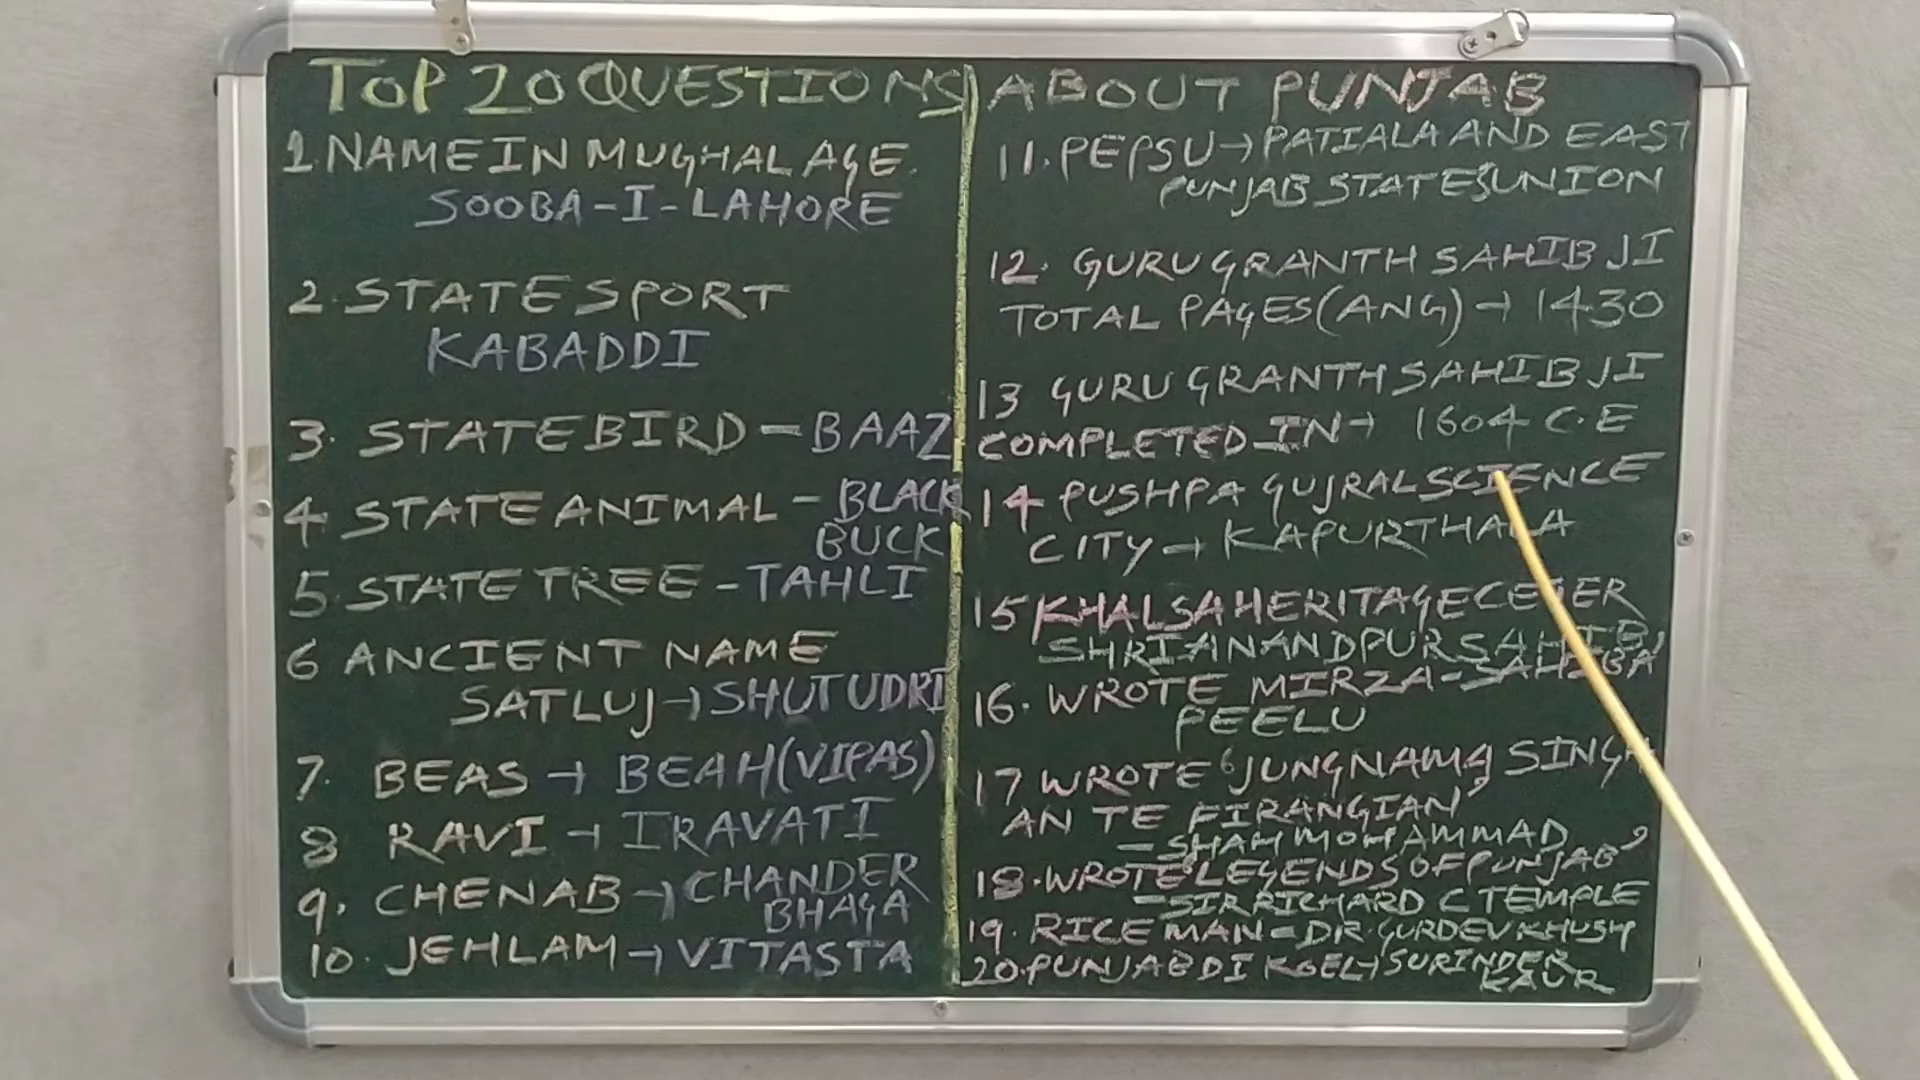 TOP 20 QUESTIONS ABOUT PUNJAB
1. NAME IN MUGHAL AGE
SOOBA-I-LAHORE
2. STATE SPORT
KABADDI
3. STATE BIRD - BAAZ
4. STATE ANIMAL - BLACK
BUCK
5. STATE TREE - TAHLI
6 ANCIENT NAME
SATLUJ → SHUTUDRI
7. BEAS → BEAH (VIPAS)
8 RAVI → IRAVATI
9. CHENAB → CHANDER
BHAGA
10. JEHLAM → VITASTA
11. PEPSU → PATIALA AND EAST
PUNJAB STATES UNION
12. GURU GRANTH SAHIB JI
TOTAL PAGES (ANG) → 1430
13 GURU GRANTH SAHIB JI
COMPLETED IN → 1604 C.E
14 PUSHPA GUJRAL SCIENCE
CITY → KAPURTHALA
15 KHALSA HERITAGE
SHRI ANANDPUR SAHIB
16. WROTE MIRZA-SAHIBA
PEELU
17 WROTE 'JUNGNAMA SINGH
AN TE FIRANGIAN'
- SHAH MOHAMMAD
18. WROTE 'LEGENDS OF PUNJAB'
- SIR RICHARD C TEMPLE
19. RICE MAN - DR. GURDEV KHUSH
20. PUNJAB DI KOEL → SURINDER
KAUR